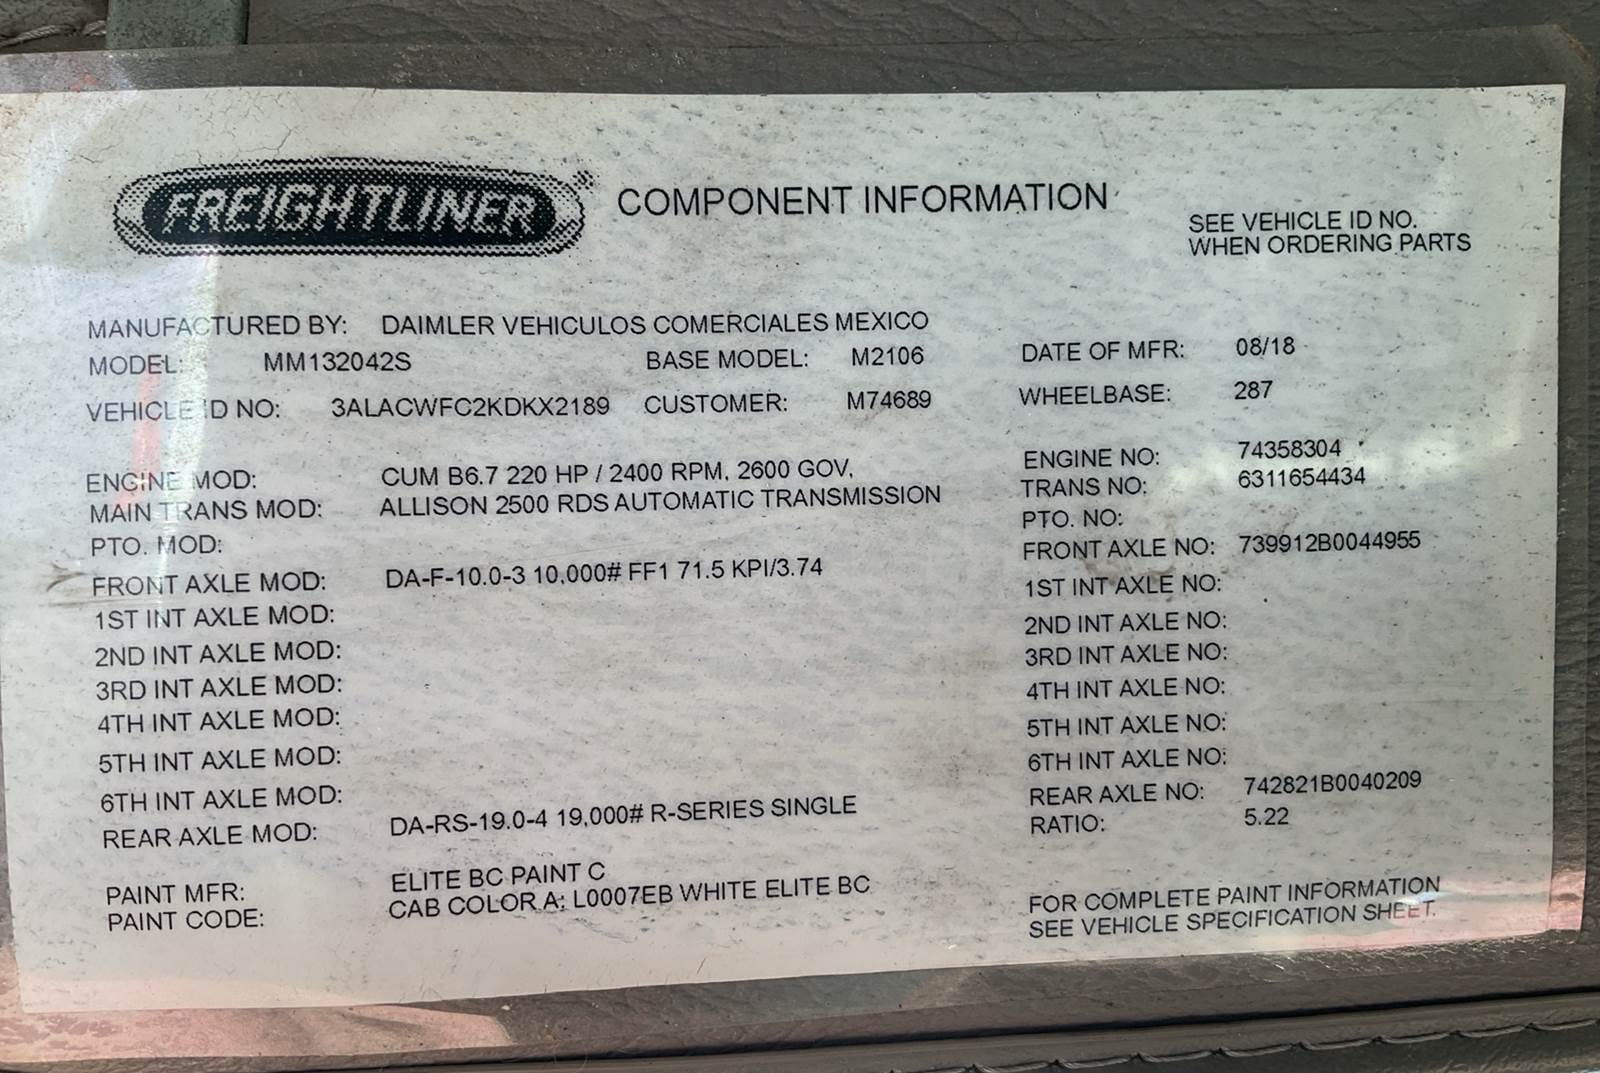 FREIGHTLINER® COMPONENT INFORMATION
SEE VEHICLE ID NO.
WHEN ORDERING PARTS
MANUFACTURED BY: DAIMLER VEHICULOS COMERCIALES MEXICO
MODEL: MM132042S BASE MODEL: M2106 DATE OF MFR: 08/18
VEHICLE ID NO: 3ALACWFC2KDKX2189 CUSTOMER: M74689 WHEELBASE: 287
ENGINE MOD: CUM B6.7 220 HP / 2400 RPM, 2600 GOV, ENGINE NO: 74358304
MAIN TRANS MOD: ALLISON 2500 RDS AUTOMATIC TRANSMISSION TRANS NO: 6311654434
PTO. MOD: PTO. NO:
FRONT AXLE MOD: DA-F-10.0-3 10,000# FF1 71.5 KPI/3.74 FRONT AXLE NO: 739912B0044955
1ST INT AXLE MOD: 1ST INT AXLE NO:
2ND INT AXLE MOD: 2ND INT AXLE NO:
3RD INT AXLE MOD: 3RD INT AXLE NO:
4TH INT AXLE MOD: 4TH INT AXLE NO:
5TH INT AXLE MOD: 5TH INT AXLE NO:
6TH INT AXLE MOD: 6TH INT AXLE NO:
REAR AXLE MOD: DA-RS-19.0-4 19,000# R-SERIES SINGLE REAR AXLE NO: 742821B0040209
RATIO: 5.22
PAINT MFR: ELITE BC PAINT C
PAINT CODE: CAB COLOR A: L0007EB WHITE ELITE BC
FOR COMPLETE PAINT INFORMATION
SEE VEHICLE SPECIFICATION SHEET.